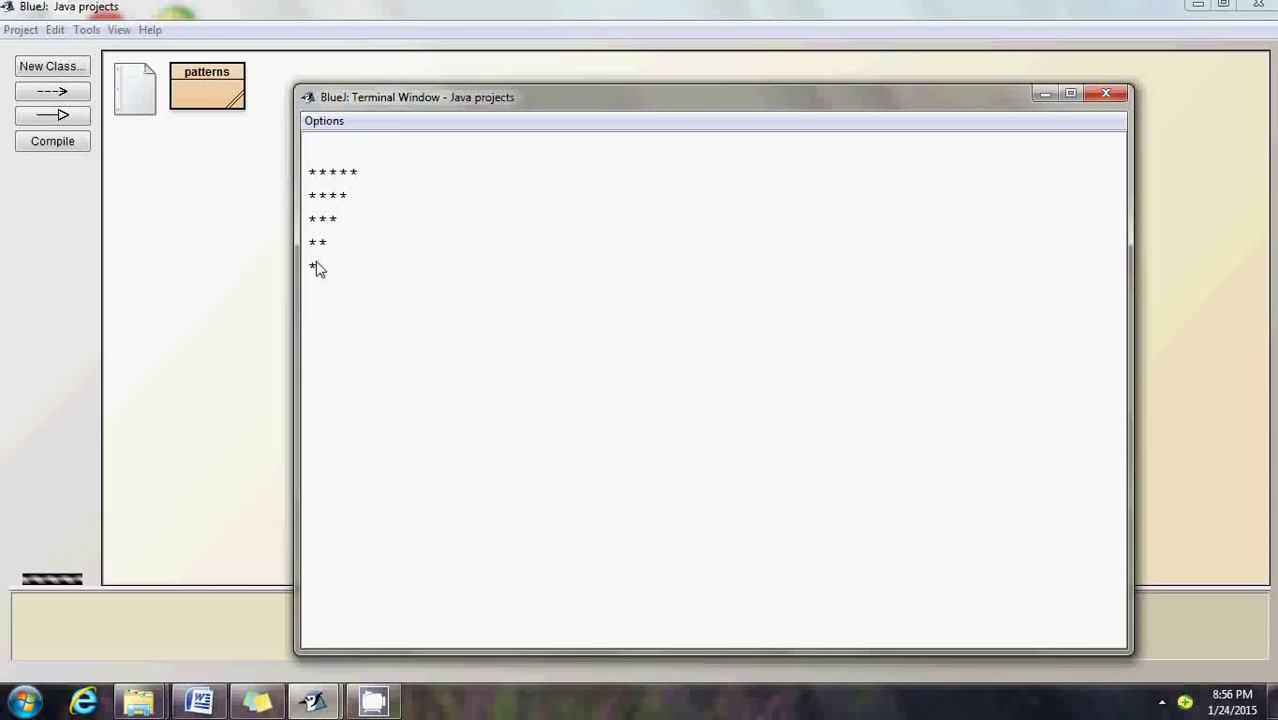 BlueJ: Java projects
Project Edit Tools View Help
New Class...
patterns
Compile
BlueJ: Terminal Window - Java projects
Options
*****
****
***
**
*
8:56 PM
1/24/2015